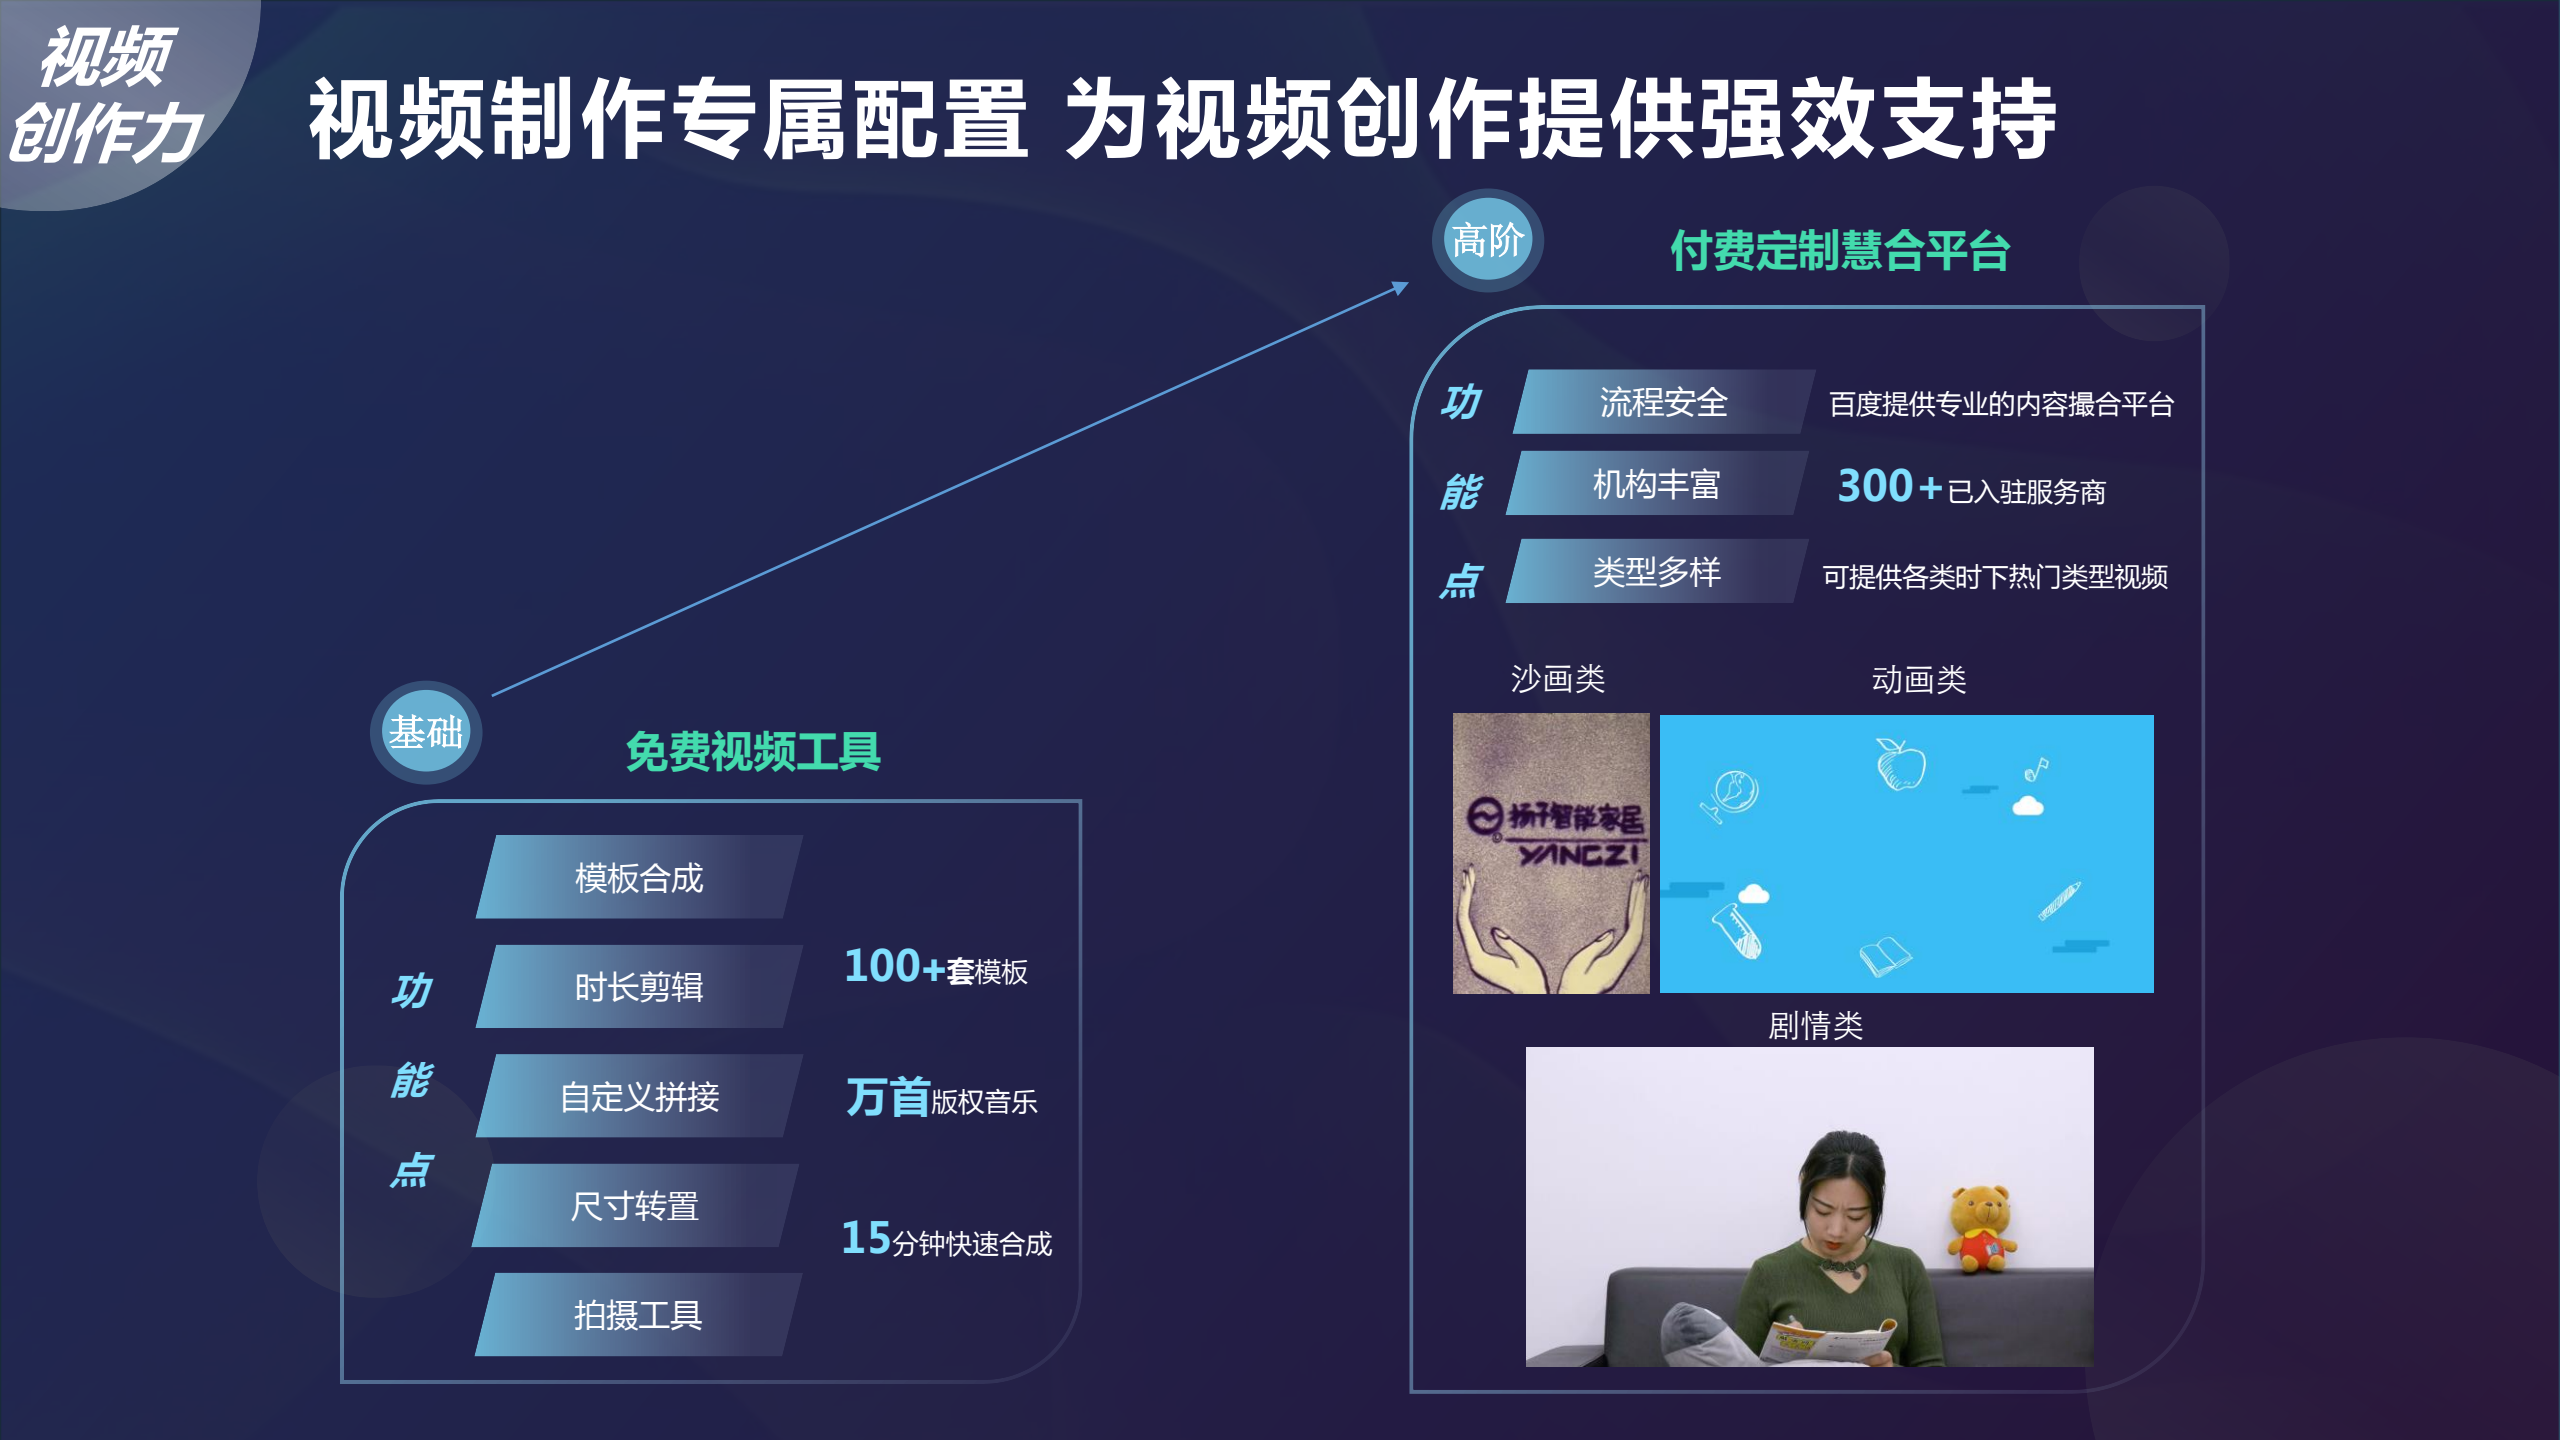 视频
创作力
视频制作专属配置 为视频创作提供强效支持
高阶
付费定制慧合平台
功
能
点
流程安全
百度提供专业的内容撮合平台
机构丰富
300+已入驻服务商
类型多样
可提供各类时下热门类型视频
沙画类
动画类
扬子智能家居
YANGZI
剧情类
基础
免费视频工具
功
能
点
模板合成
时长剪辑
自定义拼接
尺寸转置
拍摄工具
100+套模板
万首版权音乐
15分钟快速合成